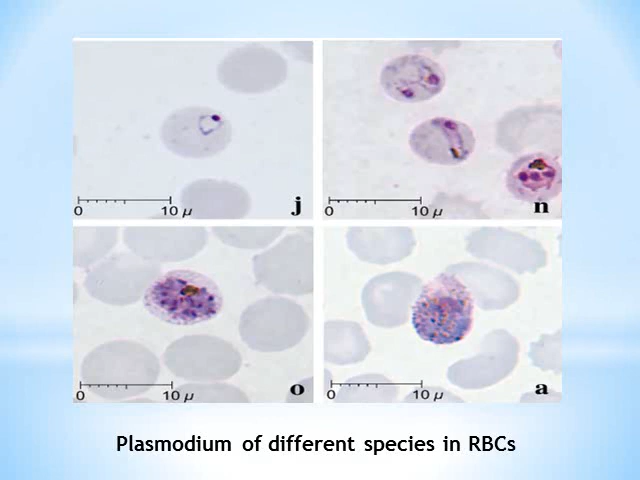 0 10 µ j
0 10 µ n
0 10 µ o
0 10 µ a
Plasmodium of different species in RBCs